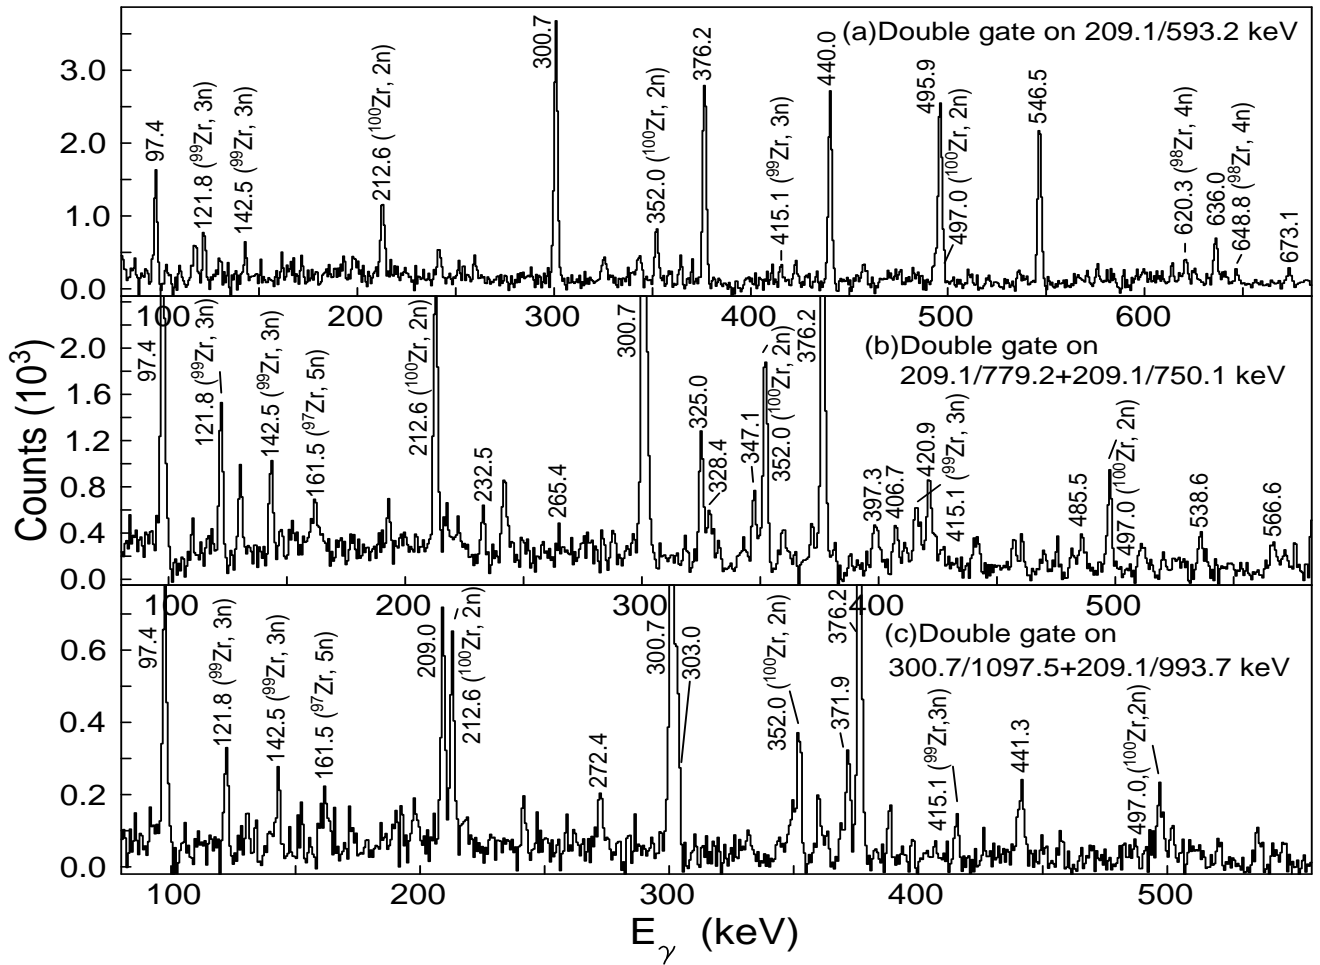 (a)Double gate on 209.1/593.2 keV
97.4
121.8 (⁹⁹Zr, 3n)
142.5 (⁹⁹Zr, 3n)
212.6 (¹⁰⁰Zr, 2n)
300.7
352.0 (¹⁰⁰Zr, 2n)
376.2
415.1 (⁹⁹Zr, 3n)
440.0
495.9
497.0 (¹⁰⁰Zr, 2n)
546.5
620.3 (⁹⁸Zr, 4n)
636.0
648.8 (⁹⁸Zr, 4n)
673.1
3.0
2.0
1.0
0.0
100
200
300
400
500
600
(b)Double gate on
209.1/779.2+209.1/750.1 keV
97.4
121.8 (⁹⁹Zr, 3n)
142.5 (⁹⁹Zr, 3n)
161.5 (⁹⁷Zr, 5n)
212.6 (¹⁰⁰Zr, 2n)
232.5
265.4
300.7
325.0
328.4
347.1
352.0 (¹⁰⁰Zr, 2n)
376.2
397.3
406.7
420.9
415.1 (⁹⁹Zr, 3n)
485.5
497.0 (¹⁰⁰Zr, 2n)
538.6
566.6
2.0
1.6
1.2
0.8
0.4
0.0
Counts (10³)
100
200
300
400
500
(c)Double gate on
300.7/1097.5+209.1/993.7 keV
97.4
121.8 (⁹⁹Zr, 3n)
142.5 (⁹⁹Zr, 3n)
161.5 (⁹⁷Zr, 5n)
209.0
212.6 (¹⁰⁰Zr, 2n)
272.4
300.7
303.0
352.0 (¹⁰⁰Zr, 2n)
371.9
376.2
415.1 (⁹⁹Zr,3n)
441.3
497.0,(¹⁰⁰Zr,2n)
0.6
0.4
0.2
0.0
100
200
300
400
500
Eγ (keV)